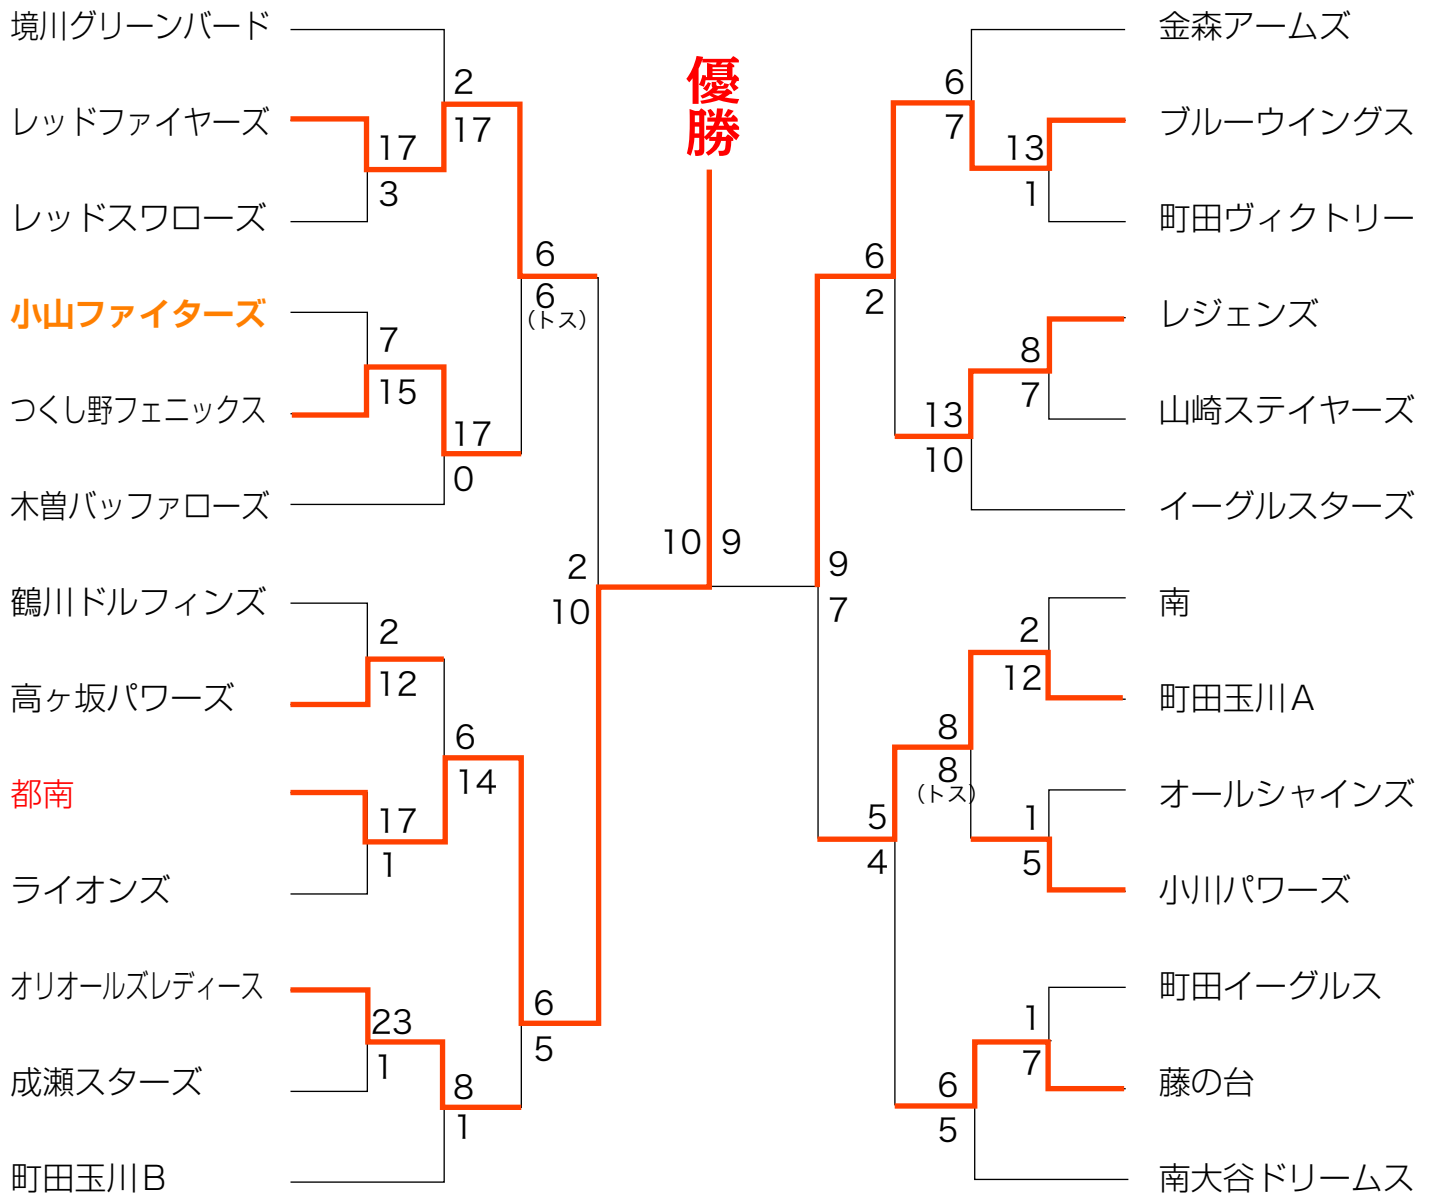 境川グリーンバード
レッドファイヤーズ
レッドスワローズ
小山ファイターズ
つくし野フェニックス
木曽バッファローズ
鶴川ドルフィンズ
高ヶ坂パワーズ
都南
ライオンズ
オリオールズレディース
成瀬スターズ
町田玉川B
2
17
17
3
7
15
17
0
6
6
(トス)
2
12
6
14
17
1
23
1
8
1
6
5
2
10
優勝
10 9
9
7
6
2
6
7
13
1
8
7
13
10
2
12
8
8
(トス)
1
5
5
4
1
7
6
5
金森アームズ
ブルーウイングス
町田ヴィクトリー
レジェンズ
山崎ステイヤーズ
イーグルスターズ
南
町田玉川A
オールシャインズ
小川パワーズ
町田イーグルス
藤の台
南大谷ドリームス